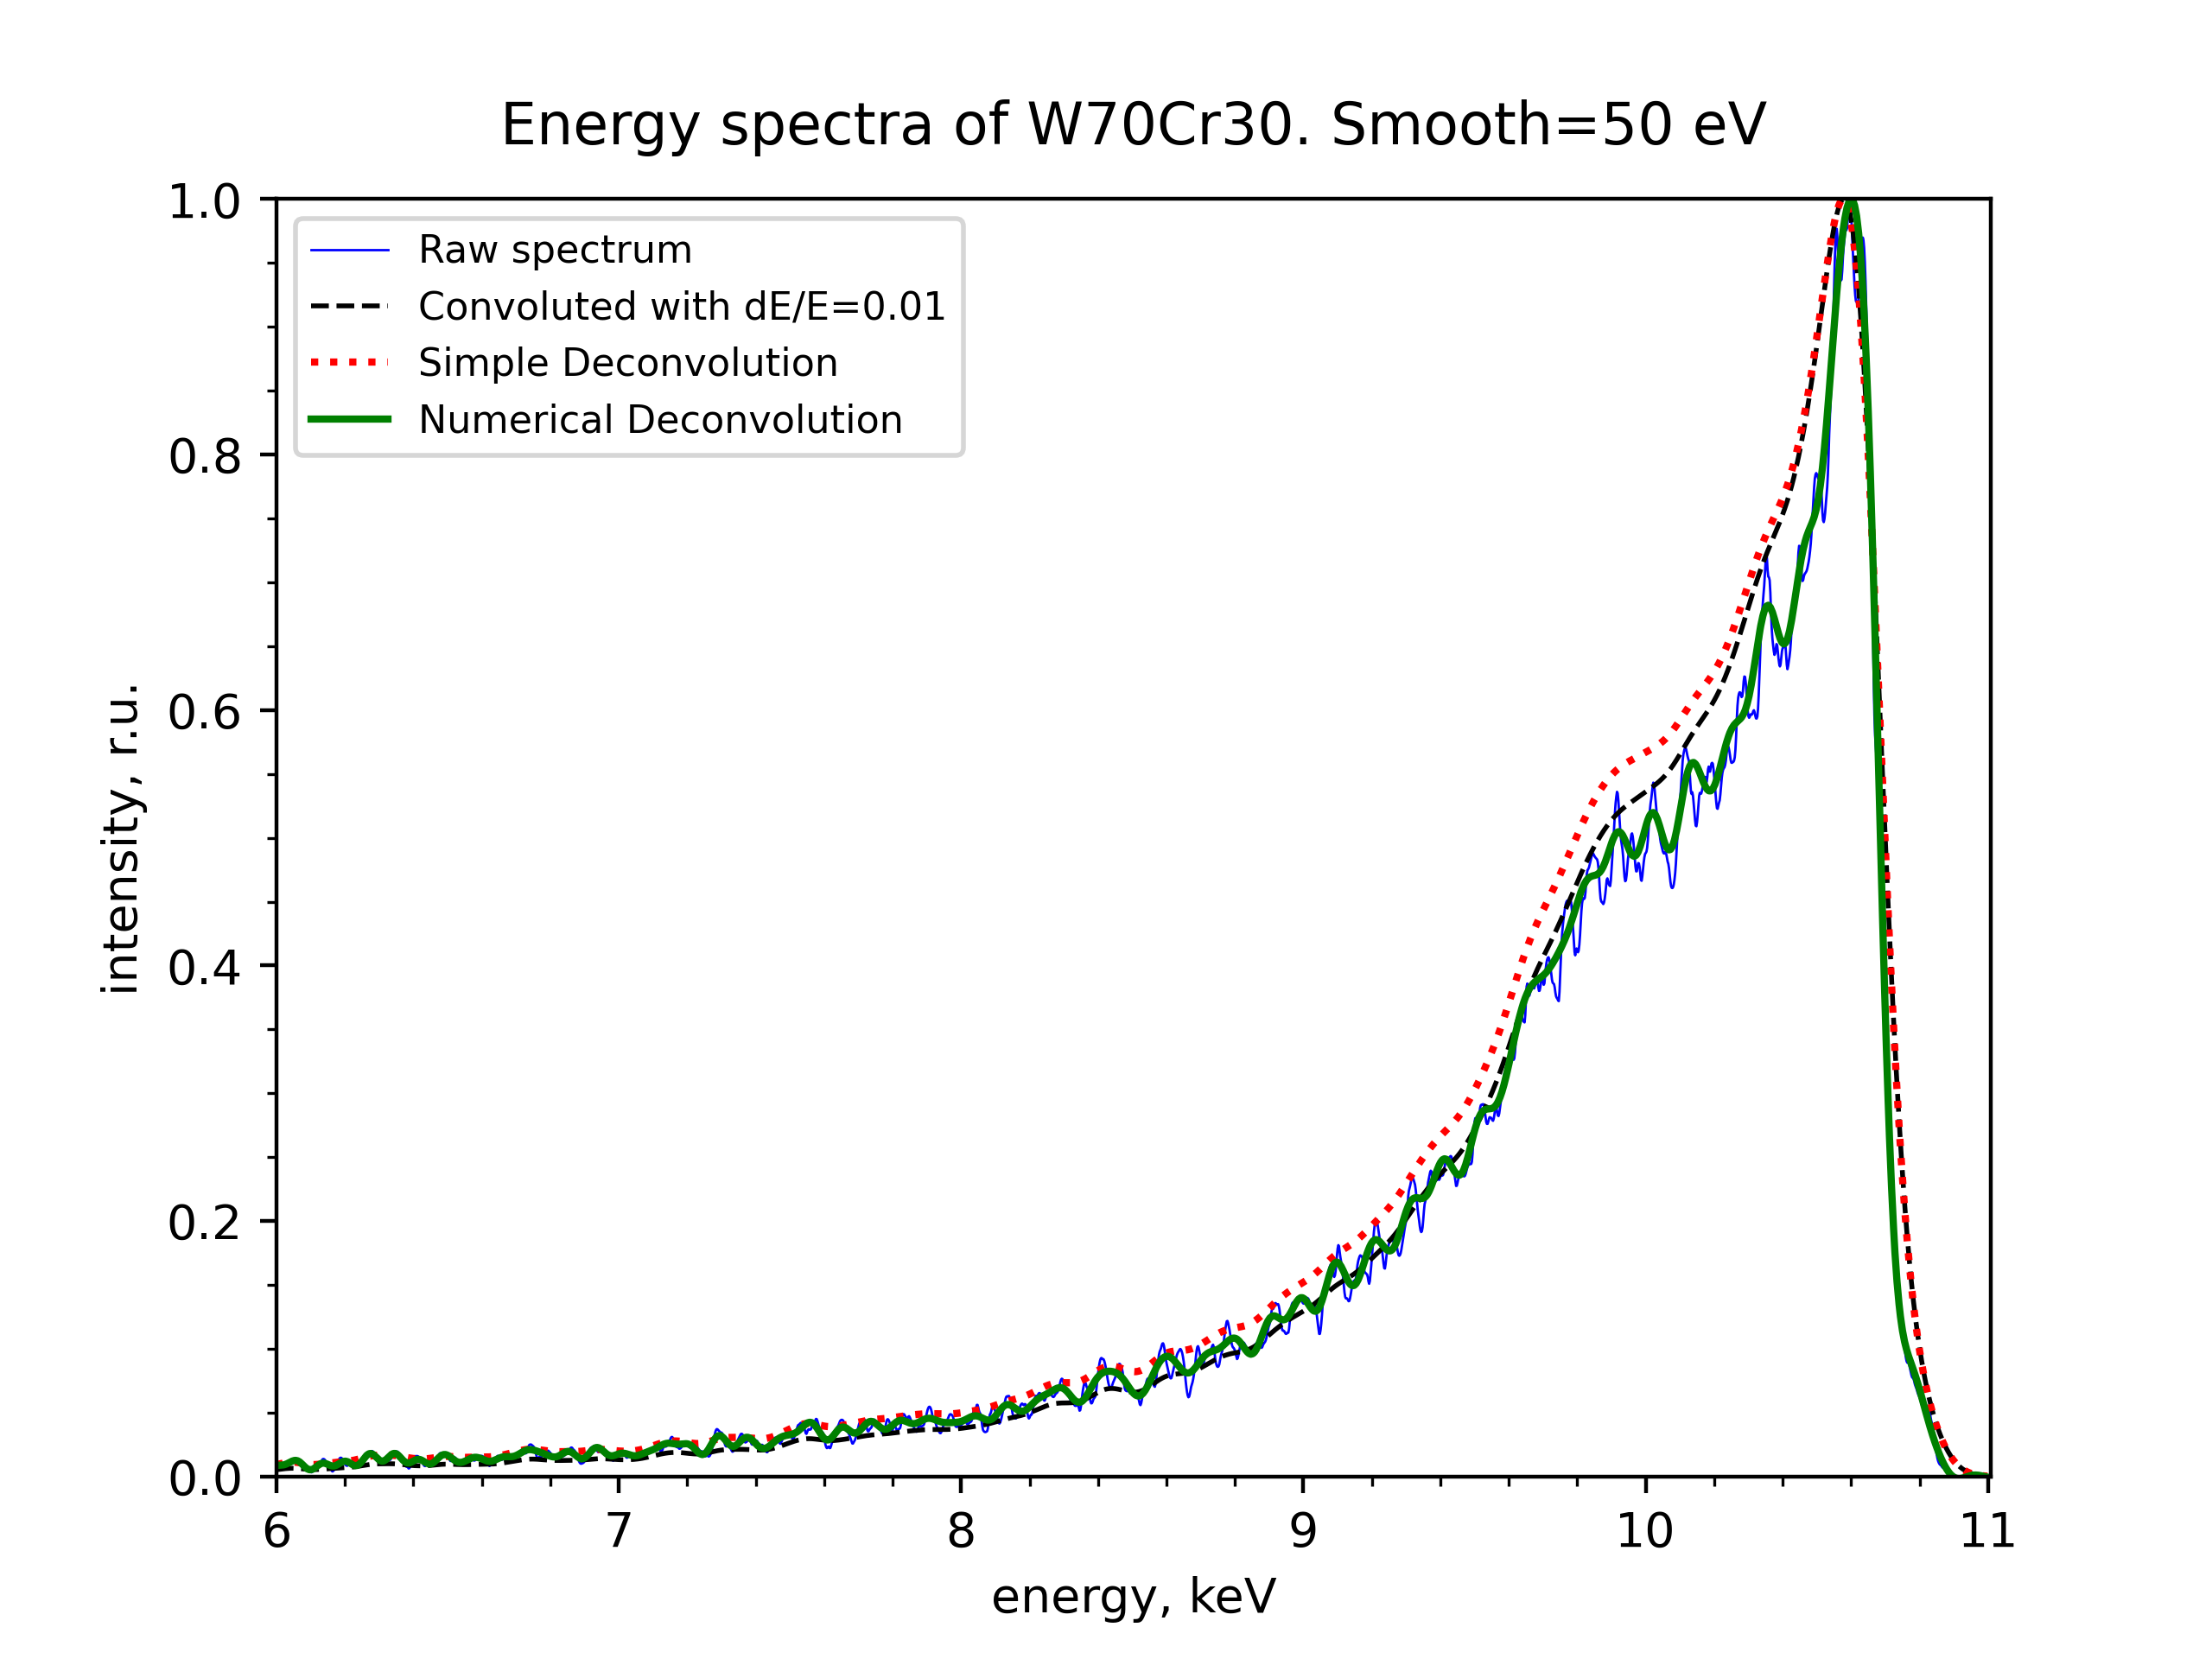 Energy spectra of W70Cr30. Smooth=50 eV
1.0
0.8
0.6
0.4
0.2
0.0
intensity, r.u.
Raw spectrum
Convoluted with dE/E=0.01
Simple Deconvolution
Numerical Deconvolution
6 7 8 9 10 11
energy, keV